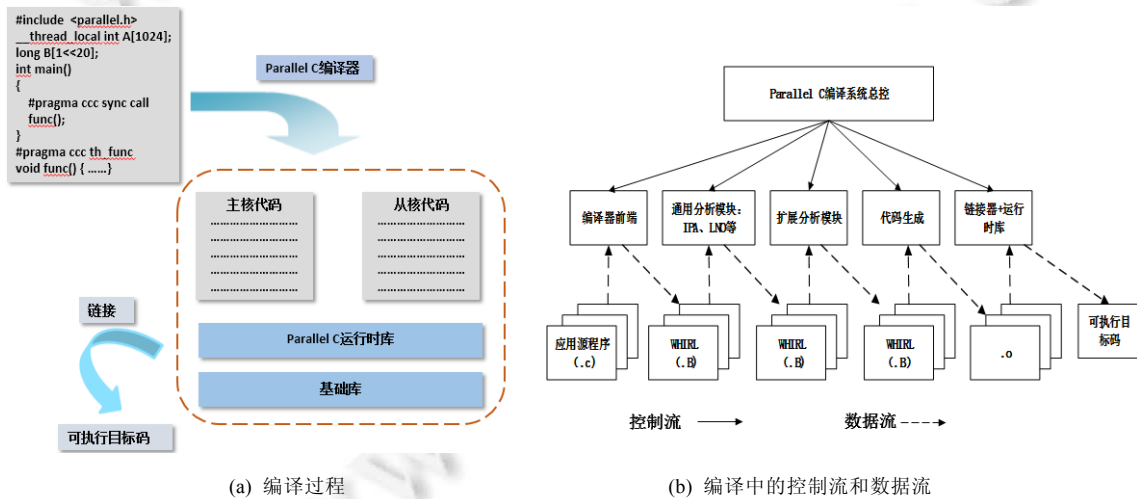 #include <parallel.h>
__thread_local int A[1024];
long B[1<<20];
int main()
{
#pragma ccc sync call
func();
}
#pragma ccc th_func
void func() { ......}
Parallel C编译器
主核代码
........................
........................
........................
........................
........................
从核代码
........................
........................
........................
........................
........................
Parallel C运行时库
基础库
链接
可执行目标码
(a) 编译过程
Parallel C编译系统总控
编译器前端
通用分析模块:
IPA、LNO等
扩展分析模块
代码生成
链接器+运行
时库
应用源程序
(.c)
WHIRL
(.B)
WHIRL
(.B)
WHIRL
(.B)
.o
可执行目
标码
控制流
数据流
(b) 编译中的控制流和数据流